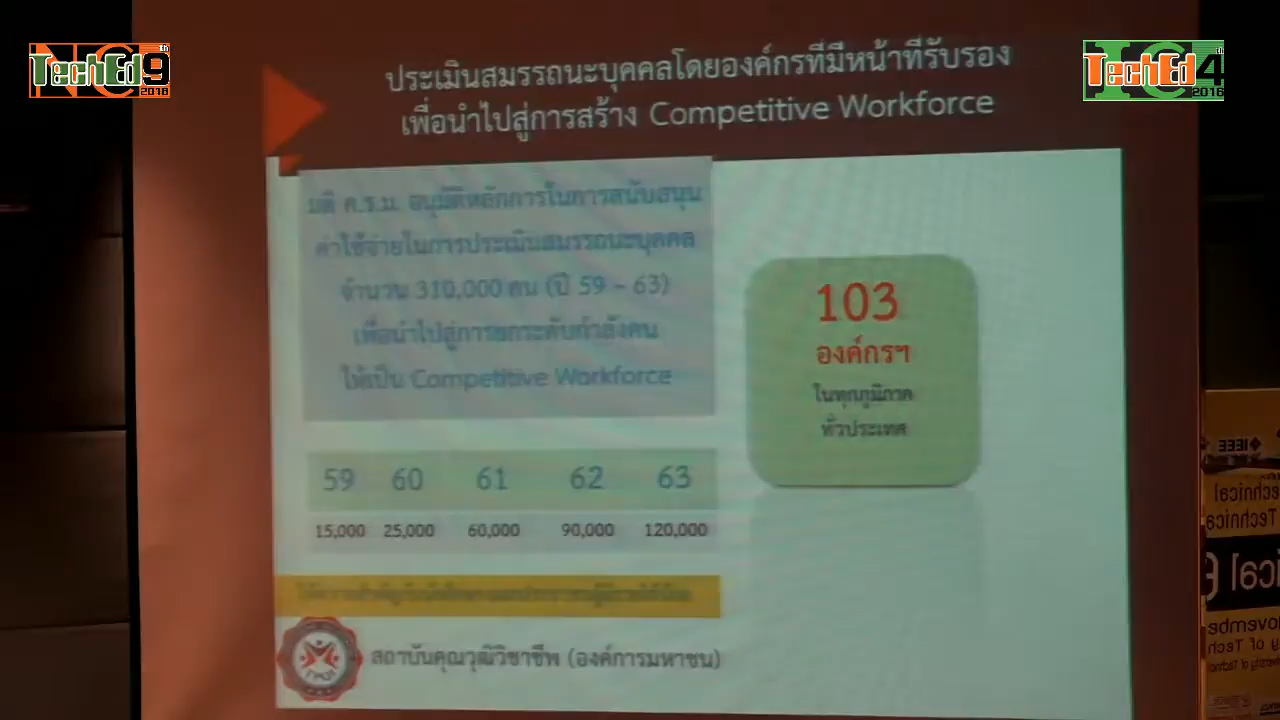 NC
TechEd9th
2016
IC
TechEd4th
2016
ประเมินสมรรถนะบุคคลโดยองค์กรที่มีหน้าที่รับรอง
เพื่อนำไปสู่การสร้าง Competitive Workforce
มติ ค.ร.ม. อนุมัติหลักการในการสนับสนุน
ค่าใช้จ่ายในการประเมินสมรรถนะบุคคล
จำนวน 310,000 คน (ปี 59 – 63)
เพื่อนำไปสู่การยกระดับกำลังคน
ให้เป็น Competitive Workforce
103
องค์กรฯ
ในทุกภูมิภาค
ทั่วประเทศ
59 60 61 62 63
15,000 25,000 60,000 90,000 120,000
สถาบันคุณวุฒิวิชาชีพ (องค์การมหาชน)
IEEE